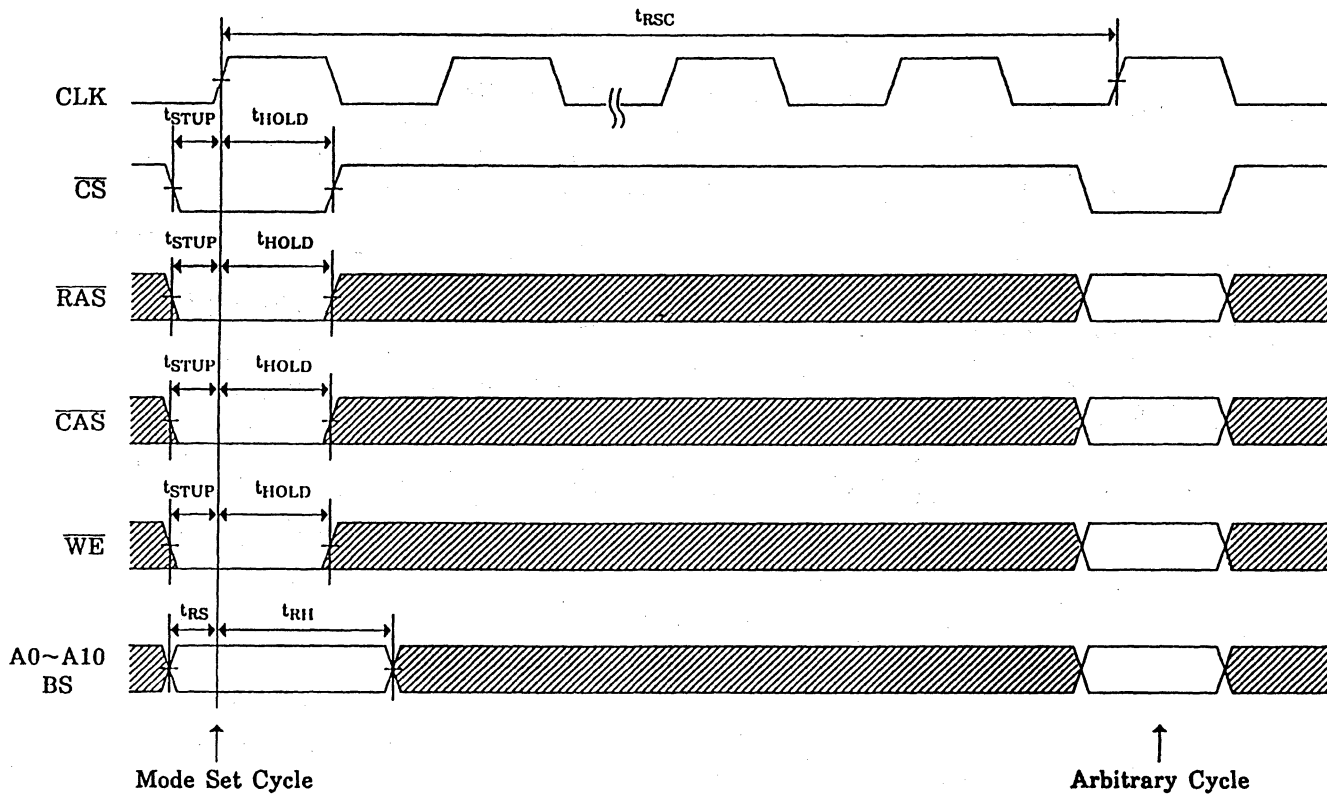 tRSC
CLK
tSTUP tHOLD
CS
tSTUP tHOLD
RAS
tSTUP tHOLD
CAS
tSTUP tHOLD
WE
tRS tRH
A0~A10
BS
Mode Set Cycle Arbitrary Cycle